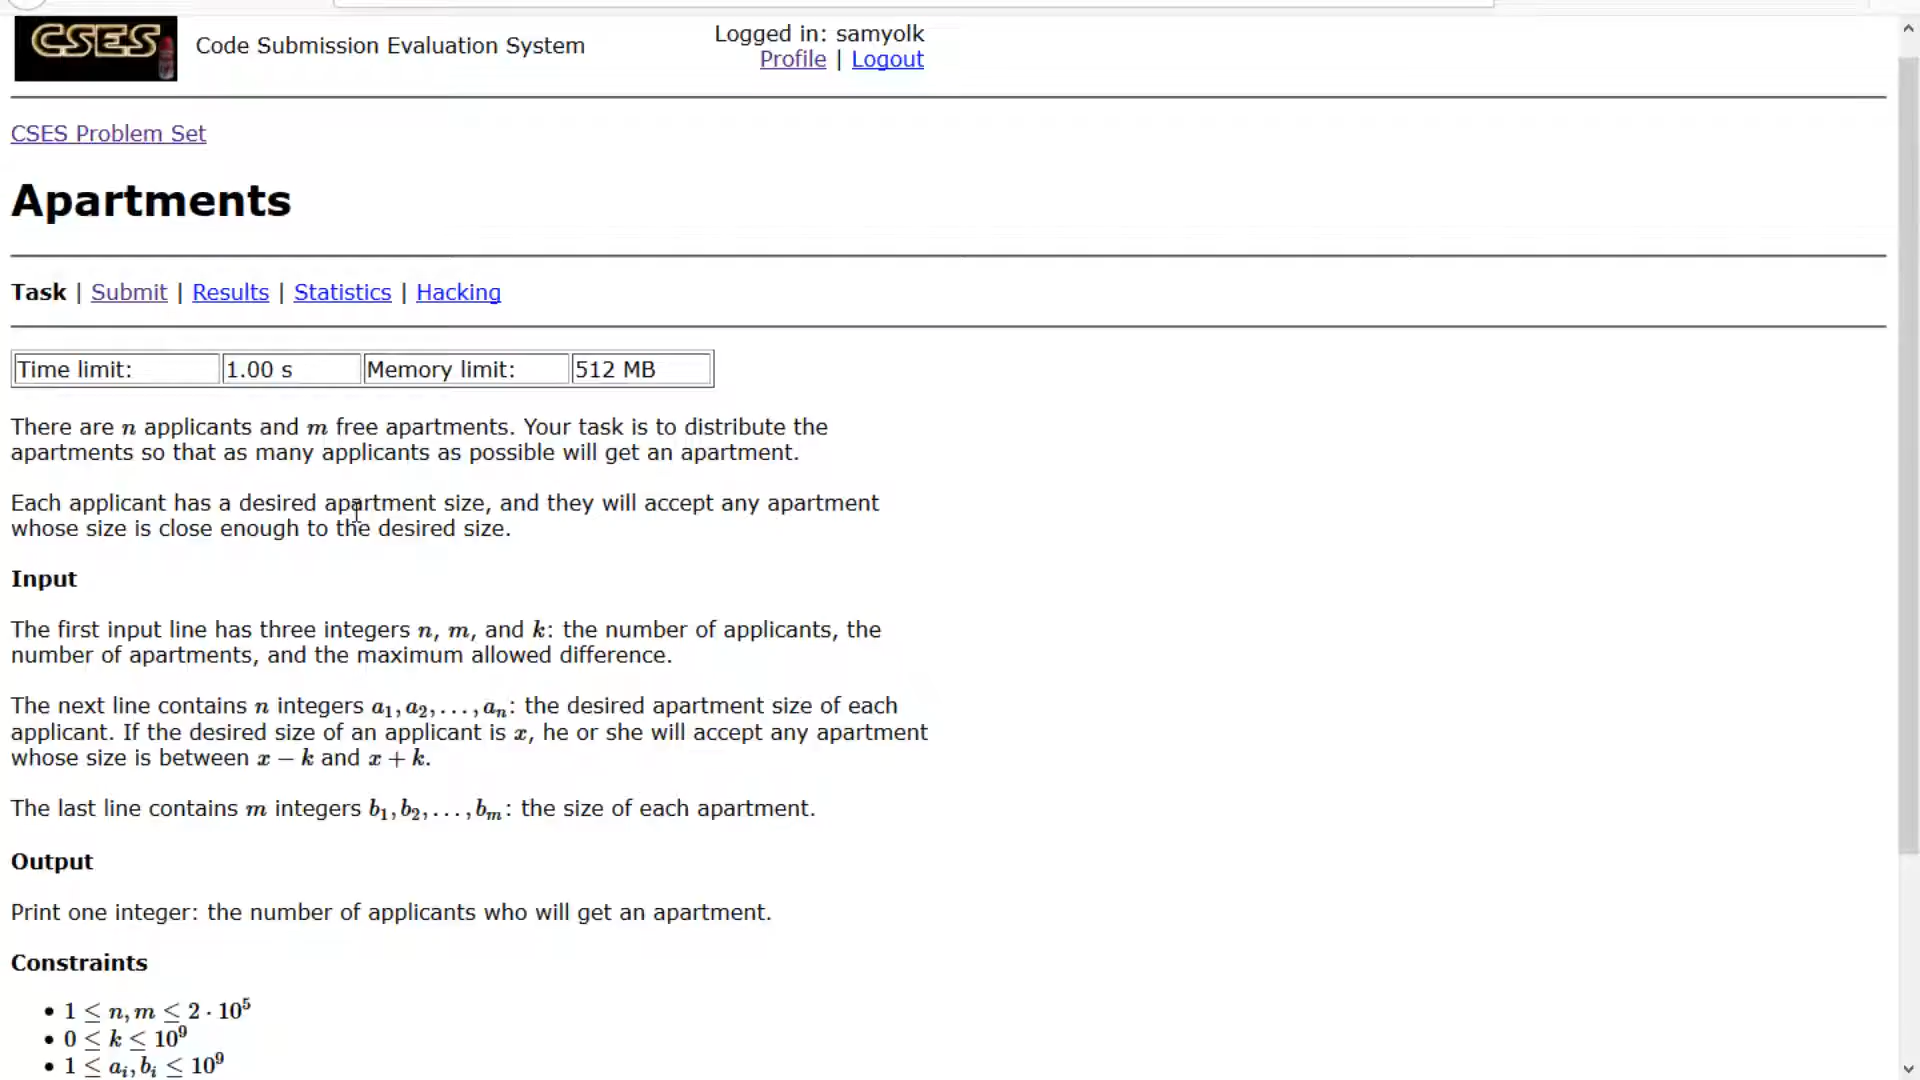 CSES Code Submission Evaluation System
Logged in: samyolk
Profile | Logout
CSES Problem Set
Apartments
Task | Submit | Results | Statistics | Hacking
Time limit: 1.00 s Memory limit: 512 MB
There are n applicants and m free apartments. Your task is to distribute the
apartments so that as many applicants as possible will get an apartment.
Each applicant has a desired apartment size, and they will accept any apartment
whose size is close enough to the desired size.
Input
The first input line has three integers n, m, and k: the number of applicants, the
number of apartments, and the maximum allowed difference.
The next line contains n integers a₁, a₂, . . . , aₙ: the desired apartment size of each
applicant. If the desired size of an applicant is x, he or she will accept any apartment
whose size is between x − k and x + k.
The last line contains m integers b₁, b₂, . . . , bₘ: the size of each apartment.
Output
Print one integer: the number of applicants who will get an apartment.
Constraints
• 1 ≤ n, m ≤ 2 · 10⁵
• 0 ≤ k ≤ 10⁹
• 1 ≤ aᵢ, bᵢ ≤ 10⁹